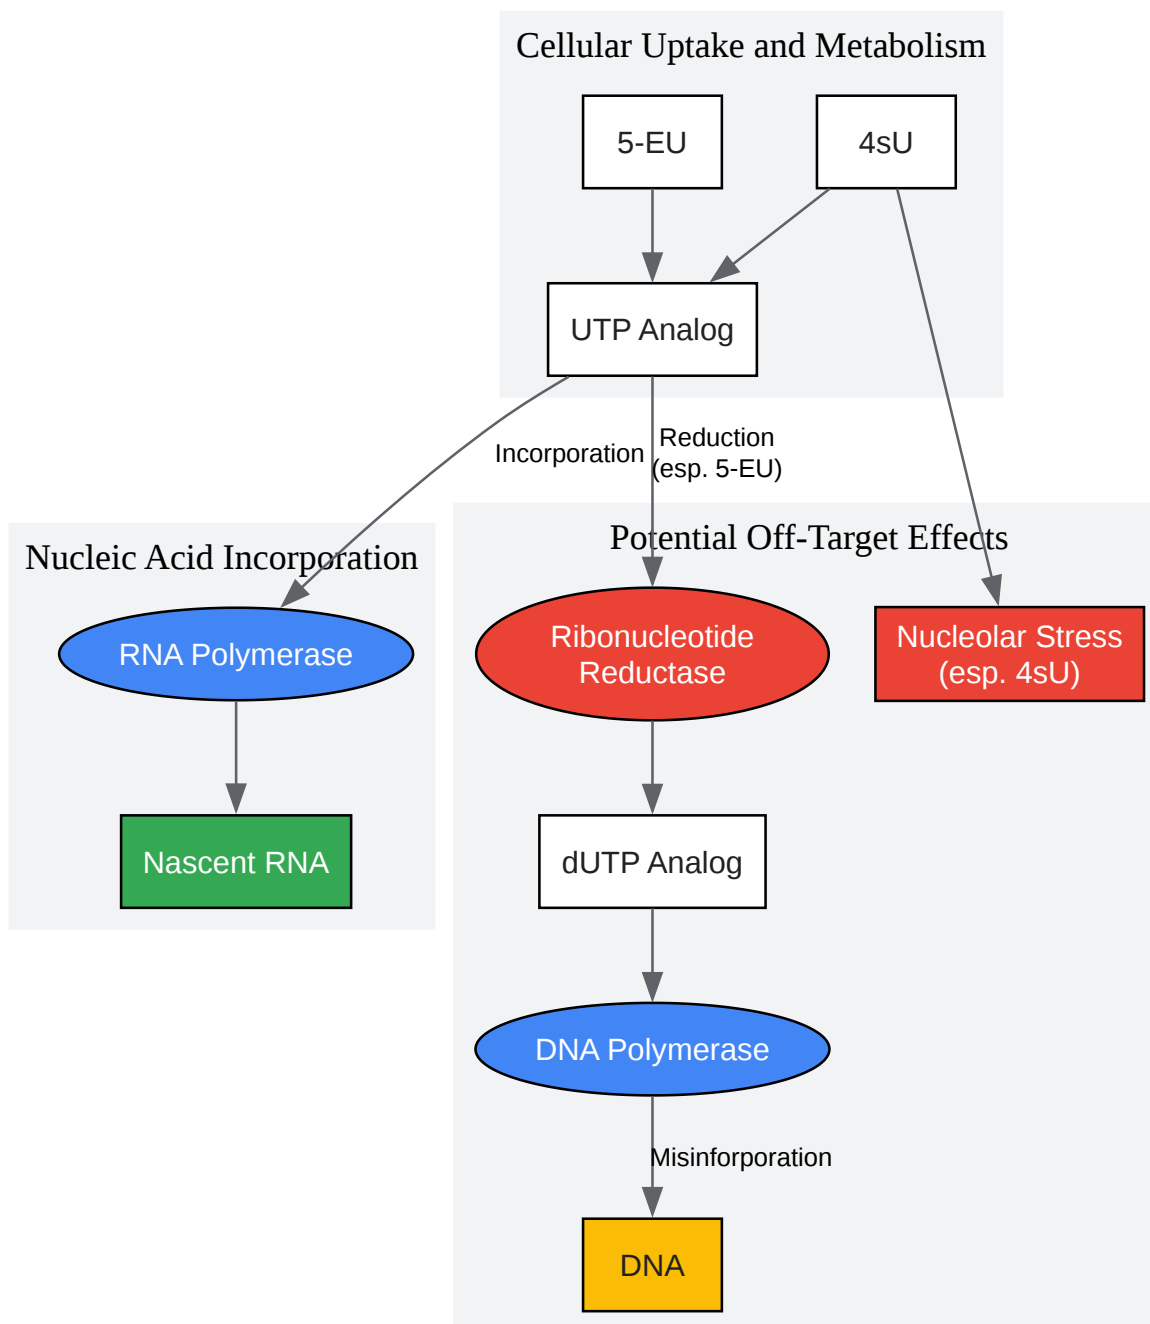 Cellular Uptake and Metabolism
5-EU
4sU
UTP Analog
Incorporation
Reduction
(esp. 5-EU)
Nucleic Acid Incorporation
Potential Off-Target Effects
RNA Polymerase
Ribonucleotide
Reductase
Nucleolar Stress
(esp. 4sU)
Nascent RNA
dUTP Analog
DNA Polymerase
Misinforporation
DNA